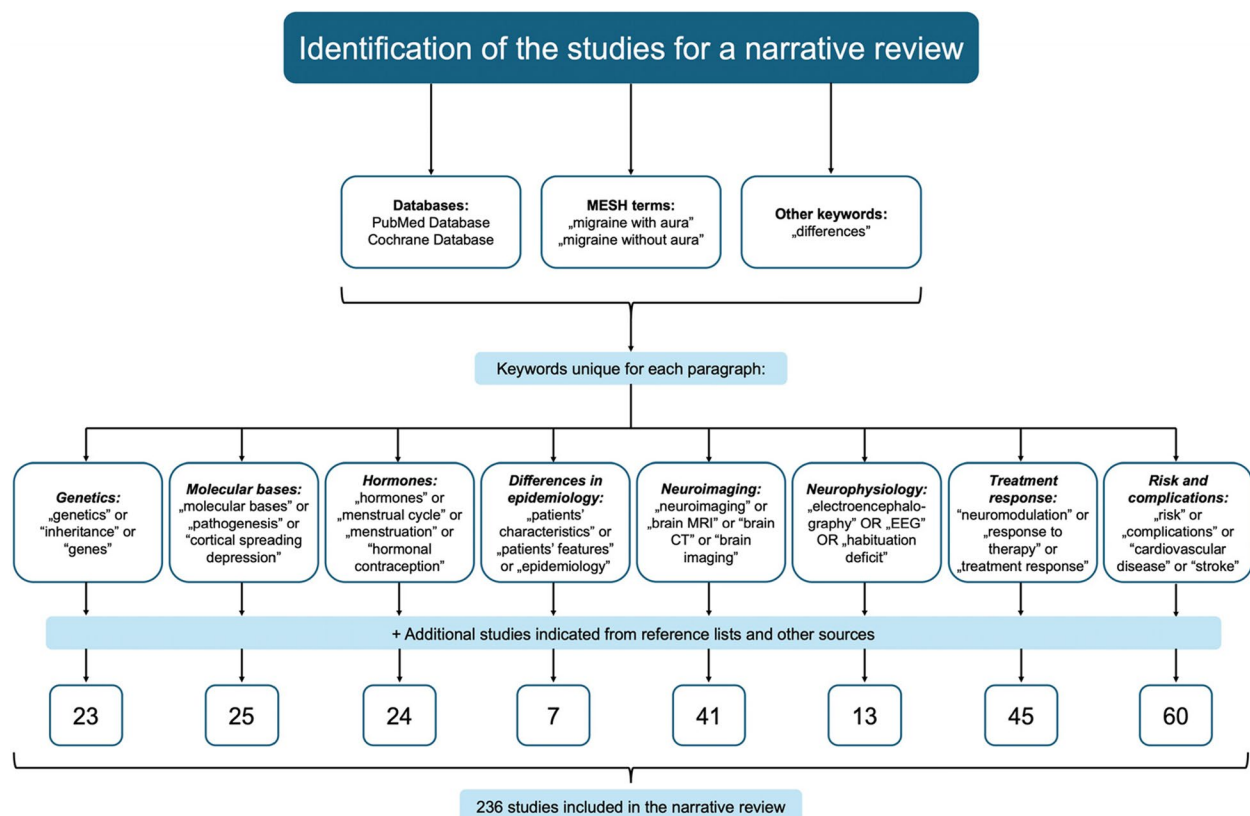 Identification of the studies for a narrative review
Databases:
PubMed Database
Cochrane Database
MESH terms:
„migraine with aura”
„migraine without aura”
Other keywords:
„differences”
Keywords unique for each paragraph:
Genetics:
„genetics” or
“inheritance” or
“genes”
Molecular bases:
„molecular bases” or
„pathogenesis” or
“cortical spreading
depression”
Hormones:
„hormones” or
„menstrual cycle” or
„menstruation” or
“hormonal
contraception”
Differences in
epidemiology:
„patients’
characteristics” or
„patients’ features”
or „epidemiology”
Neuroimaging:
„neuroimaging” or
„brain MRI” or “brain
CT” or “brain
imaging”
Neurophysiology:
„electroencephalo-
graphy” OR „EEG”
OR „habituation
deficit”
Treatment
response:
“neuromodulation” or
„response to
therapy” or
„treatment response”
Risk and
complications:
„risk” or
„complications” or
“cardiovascular
disease” or “stroke”
+ Additional studies indicated from reference lists and other sources
23
25
24
7
41
13
45
60
236 studies included in the narrative review